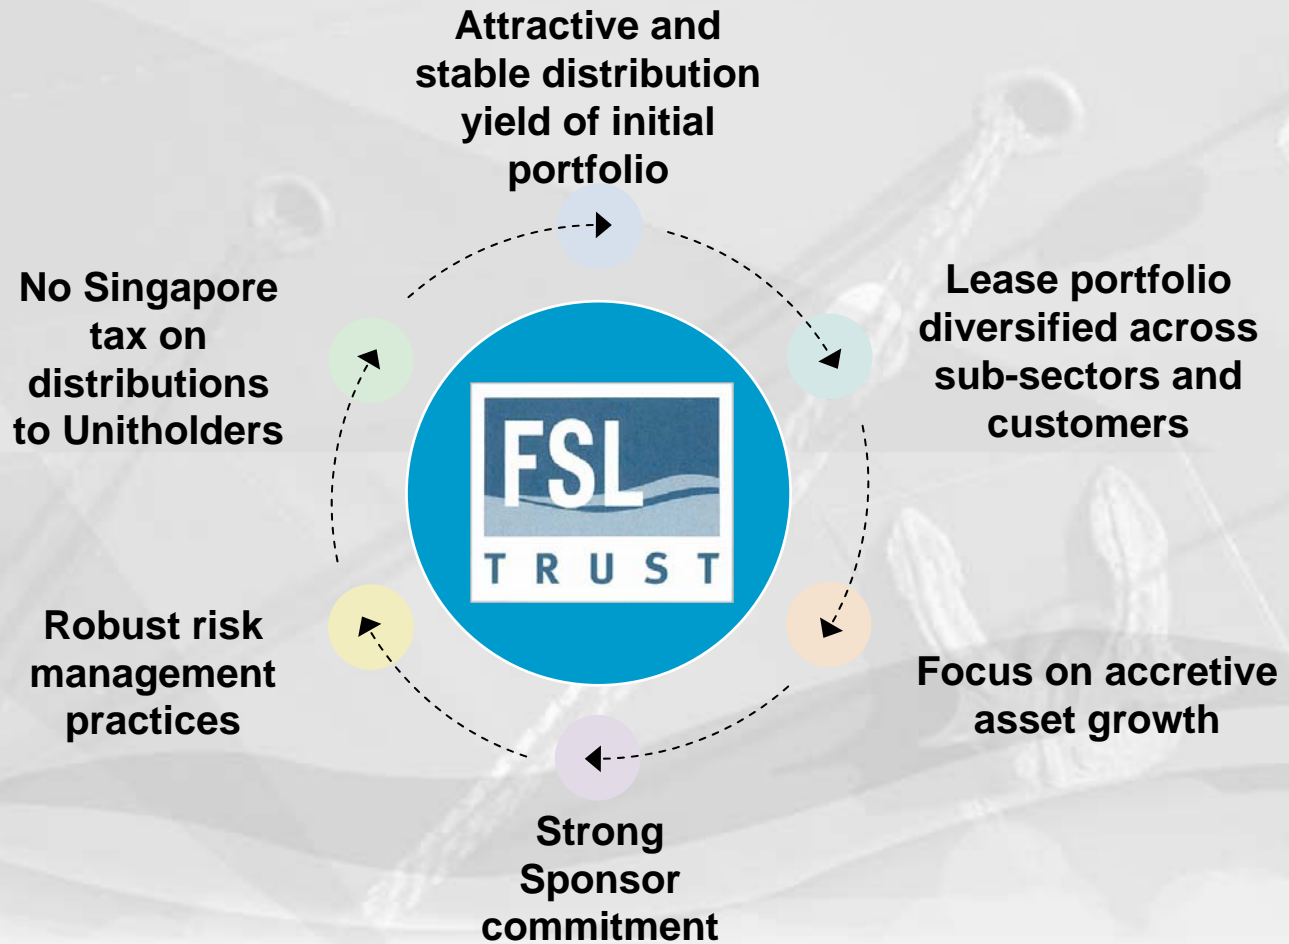 Attractive and
stable distribution
yield of initial
portfolio
Lease portfolio
diversified across
sub-sectors and
customers
Focus on accretive
asset growth
Strong
Sponsor
commitment
Robust risk
management
practices
No Singapore
tax on
distributions
to Unitholders
FSL
TRUST